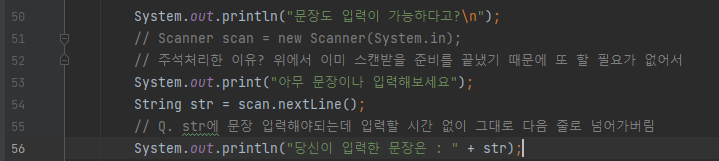 50 System.out.println("문장도 입력이 가능하다고?\n");
51 // Scanner scan = new Scanner(System.in);
52 // 주석처리한 이유? 위에서 이미 스캔받을 준비를 끝냈기 때문에 또 할 필요가 없어서
53 System.out.print("아무 문장이나 입력해보세요");
54 String str = scan.nextLine();
55 // Q. str에 문장 입력해야되는데 입력할 시간 없이 그대로 다음 줄로 넘어가버림
56 System.out.println("당신이 입력한 문장은 : " + str);